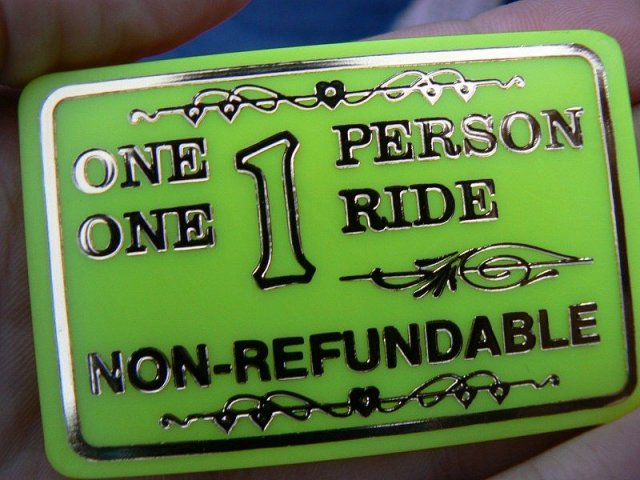 ONE 1 PERSON
ONE RIDE
NON-REFUNDABLE